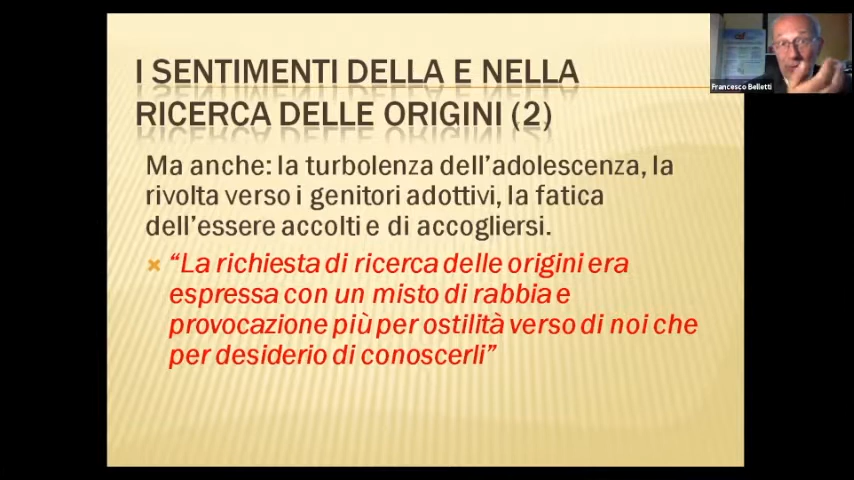 I SENTIMENTI DELLA E NELLA
RICERCA DELLE ORIGINI (2)
Ma anche: la turbolenza dell'adolescenza, la
rivolta verso i genitori adottivi, la fatica
dell'essere accolti e di accogliersi.
"La richiesta di ricerca delle origini era
espressa con un misto di rabbia e
provocazione più per ostilità verso di noi che
per desiderio di conoscerli"
Francesco Belletti